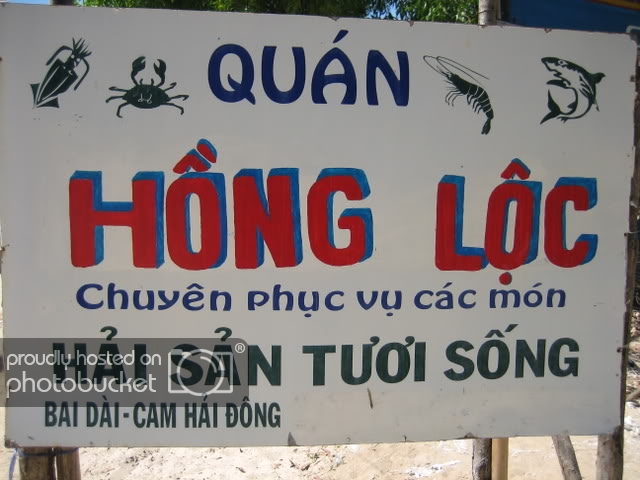 QUÁN
HỒNG LỘC
Chuyên phục vụ các món
HẢI SẢN TƯƠI SỐNG
BAI DÀI - CAM HẢI ĐÔNG
proudly hosted on
photobucket®